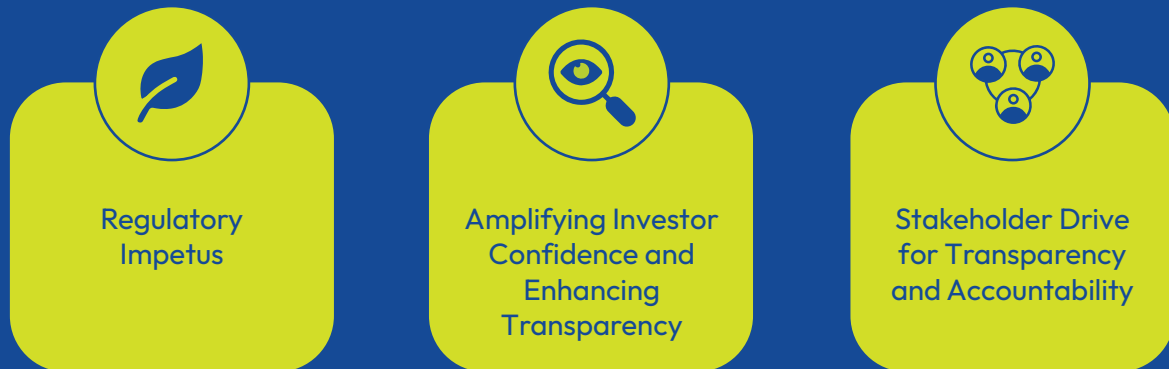 Regulatory
Impetus
Amplifying Investor
Confidence and
Enhancing
Transparency
Stakeholder Drive
for Transparency
and Accountability